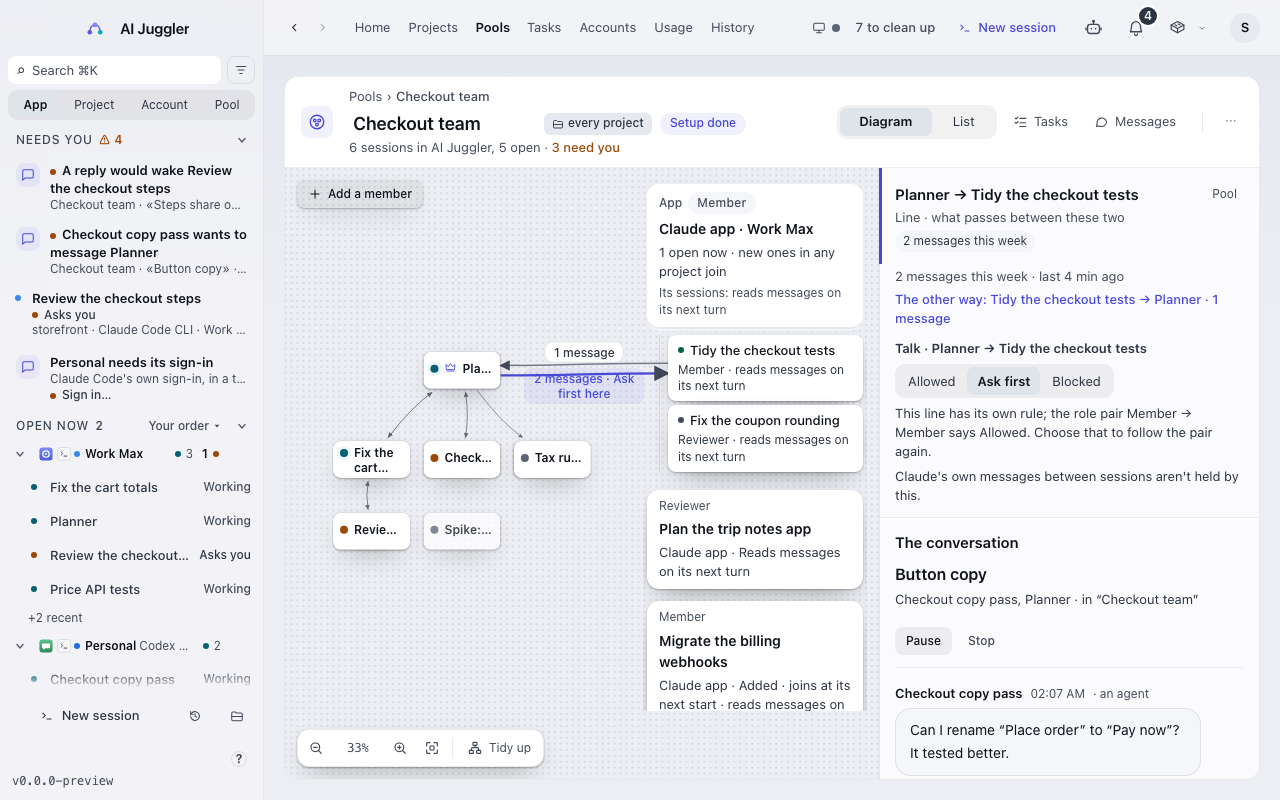 AI Juggler
Search ⌘K
App
Project
Account
Pool
NEEDS YOU 4
A reply would wake Review
the checkout steps
Checkout team · «Steps share o…
Checkout copy pass wants to
message Planner
Checkout team · «Button copy» ·…
Review the checkout steps
Asks you
storefront · Claude Code CLI · Work …
Personal needs its sign-in
Claude Code's own sign-in, in a t…
Sign in…
OPEN NOW 2
Your order
Work Max
3
1
Fix the cart totals
Working
Planner
Working
Review the checkout…
Asks you
Price API tests
Working
+2 recent
Personal Codex …
2
Checkout copy pass
Working
New session
?
v0.0.0-preview
Home
Projects
Pools
Tasks
Accounts
Usage
History
7 to clean up
New session
4
S
Pools › Checkout team
Checkout team
every project
Setup done
6 sessions in AI Juggler, 5 open · 3 need you
Diagram
List
Tasks
Messages
…
Add a member
App
Member
Claude app · Work Max
1 open now · new ones in any
project join
Its sessions: reads messages on
its next turn
Tidy the checkout tests
Member · reads messages on
its next turn
Fix the coupon rounding
Reviewer · reads messages on
its next turn
1 message
2 messages · Ask
first here
Pla…
Fix the
cart…
Check…
Tax ru…
Revie…
Spike:…
Reviewer
Plan the trip notes app
Claude app · Reads messages
on its next turn
Member
Migrate the billing
webhooks
Claude app · Added · joins at its
next start · reads messages on
33%
Tidy up
Planner → Tidy the checkout tests
Pool
Line · what passes between these two
2 messages this week
2 messages this week · last 4 min ago
The other way: Tidy the checkout tests → Planner · 1
message
Talk · Planner → Tidy the checkout tests
Allowed
Ask first
Blocked
This line has its own rule; the role pair Member →
Member says Allowed. Choose that to follow the pair
again.
Claude's own messages between sessions aren't held by
this.
The conversation
Button copy
Checkout copy pass, Planner · in “Checkout team”
Pause
Stop
Checkout copy pass 02:07 AM · an agent
Can I rename “Place order” to “Pay now”?
It tested better.